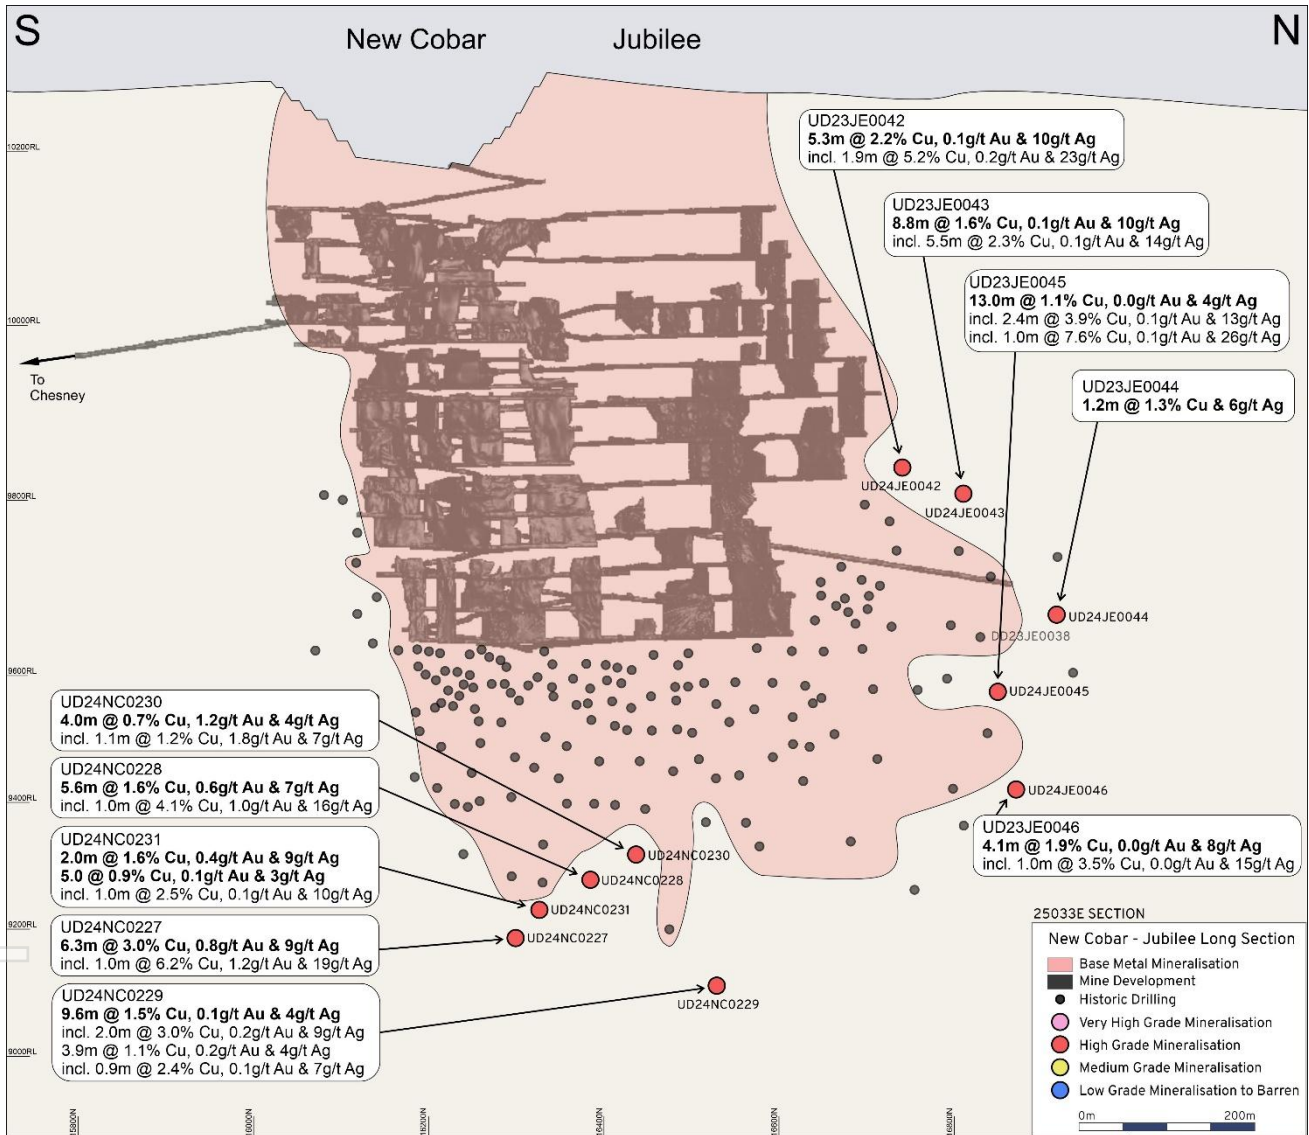 S
New Cobar
Jubilee
N
10200RL
UD23JE0042
5.3m @ 2.2% Cu, 0.1g/t Au & 10g/t Ag
incl. 1.9m @ 5.2% Cu, 0.2g/t Au & 23g/t Ag
UD23JE0043
8.8m @ 1.6% Cu, 0.1g/t Au & 10g/t Ag
incl. 5.5m @ 2.3% Cu, 0.1g/t Au & 14g/t Ag
UD23JE0045
13.0m @ 1.1% Cu, 0.0g/t Au & 4g/t Ag
incl. 2.4m @ 3.9% Cu, 0.1g/t Au & 13g/t Ag
incl. 1.0m @ 7.6% Cu, 0.1g/t Au & 26g/t Ag
10000RL
To
Chesney
UD23JE0044
1.2m @ 1.3% Cu & 6g/t Ag
UD24JE0042
9800RL
UD24JE0043
UD24JE0044
DD23JE0038
9600RL
UD24JE0045
UD24NC0230
4.0m @ 0.7% Cu, 1.2g/t Au & 4g/t Ag
incl. 1.1m @ 1.2% Cu, 1.8g/t Au & 7g/t Ag
UD24NC0228
5.6m @ 1.6% Cu, 0.6g/t Au & 7g/t Ag
incl. 1.0m @ 4.1% Cu, 1.0g/t Au & 16g/t Ag
9400RL
UD24JE0046
UD23JE0046
4.1m @ 1.9% Cu, 0.0g/t Au & 8g/t Ag
incl. 1.0m @ 3.5% Cu, 0.0g/t Au & 15g/t Ag
UD24NC0231
2.0m @ 1.6% Cu, 0.4g/t Au & 9g/t Ag
5.0 @ 0.9% Cu, 0.1g/t Au & 3g/t Ag
incl. 1.0m @ 2.5% Cu, 0.1g/t Au & 10g/t Ag
UD24NC0230
UD24NC0228
UD24NC0231
9200RL
UD24NC0227
6.3m @ 3.0% Cu, 0.8g/t Au & 9g/t Ag
incl. 1.0m @ 6.2% Cu, 1.2g/t Au & 19g/t Ag
UD24NC0227
UD24NC0229
9.6m @ 1.5% Cu, 0.1g/t Au & 4g/t Ag
incl. 2.0m @ 3.0% Cu, 0.2g/t Au & 9g/t Ag
3.9m @ 1.1% Cu, 0.2g/t Au & 4g/t Ag
incl. 0.9m @ 2.4% Cu, 0.1g/t Au & 7g/t Ag
UD24NC0229
9000RL
25033E SECTION
New Cobar - Jubilee Long Section
Base Metal Mineralisation
Mine Development
Historic Drilling
Very High Grade Mineralisation
High Grade Mineralisation
Medium Grade Mineralisation
Low Grade Mineralisation to Barren
0m 200m
15800N
16000N
16200N
16400N
16600N
16800N